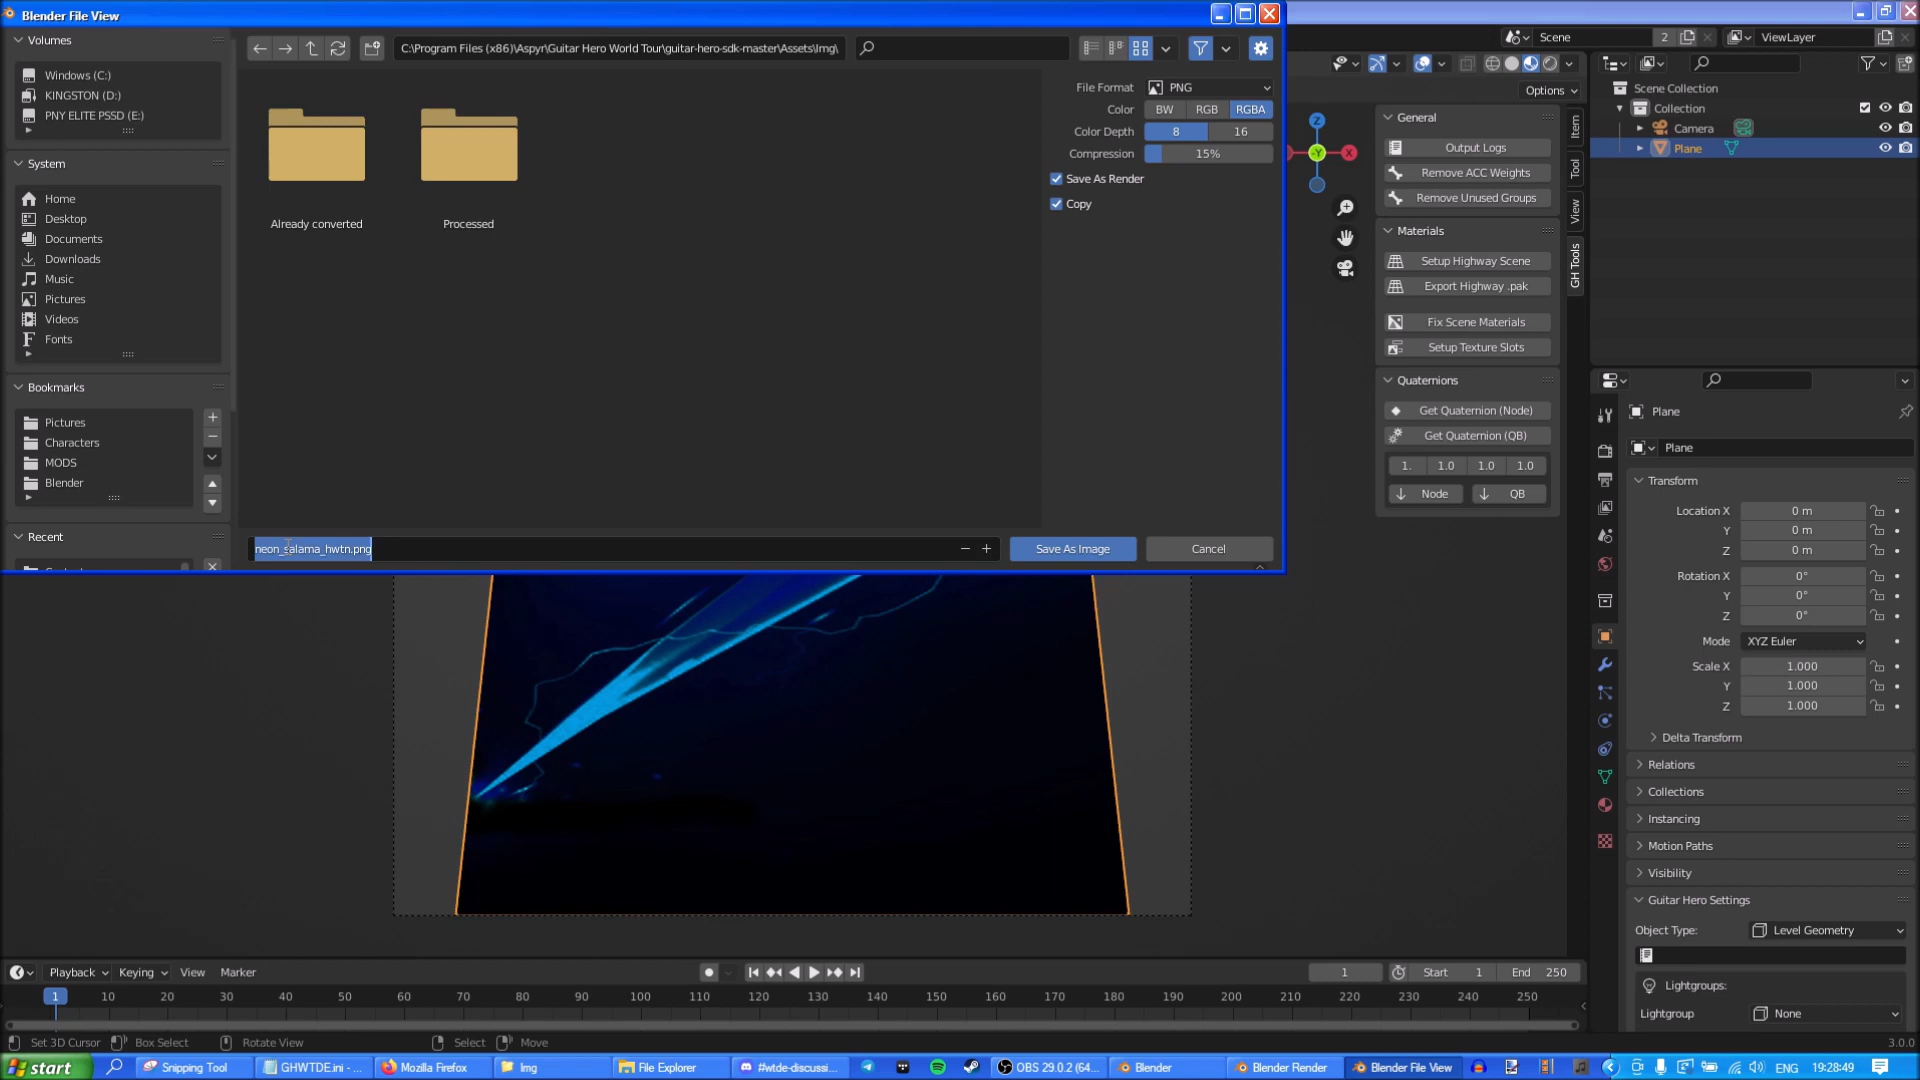 Blender File View
Volumes
Windows (C:)
KINGSTON (D:)
PNY ELITE PSSD (E:)
System
Home
Desktop
Documents
Downloads
Music
Pictures
Videos
Fonts
Bookmarks
Pictures
Characters
MODS
Blender
Recent
C:\Program Files (x86)\Aspyr\Guitar Hero World Tour\guitar-hero-sdk-master\Assets\Img\
Already converted
Processed
File Format
PNG
Color
BW
RGB
RGBA
Color Depth
8
16
Compression
15%
Save As Render
Copy
neon_salama_hwtn.png
Save As Image
Cancel
Options
General
Output Logs
Remove ACC Weights
Remove Unused Groups
Materials
Setup Highway Scene
Export Highway .pak
Fix Scene Materials
Setup Texture Slots
Quaternions
Get Quaternion (Node)
Get Quaternion (QB)
1.
1.0
1.0
1.0
Node
QB
Item
Tool
View
GH Tools
Z
-Y
X
Scene
2
ViewLayer
Scene Collection
Collection
Camera
Plane
Plane
Plane
Transform
Location X
0 m
Y
0 m
Z
0 m
Rotation X
0°
Y
0°
Z
0°
Mode
XYZ Euler
Scale X
1.000
Y
1.000
Z
1.000
Delta Transform
Relations
Collections
Instancing
Motion Paths
Visibility
Guitar Hero Settings
Object Type:
Level Geometry
Lightgroups:
Lightgroup
None
Playback
Keying
View
Marker
1
Start
1
End
250
1
10
20
30
40
50
60
70
80
90
100
110
120
130
140
150
160
170
180
190
200
210
220
230
240
250
Set 3D Cursor
Box Select
Rotate View
Select
Move
3.0.0
start
Snipping Tool
GHWTDE.ini - ...
Mozilla Firefox
Img
File Explorer
#wtde-discussi...
OBS 29.0.2 (64...
Blender
Blender Render
Blender File View
ENG
19:28:49